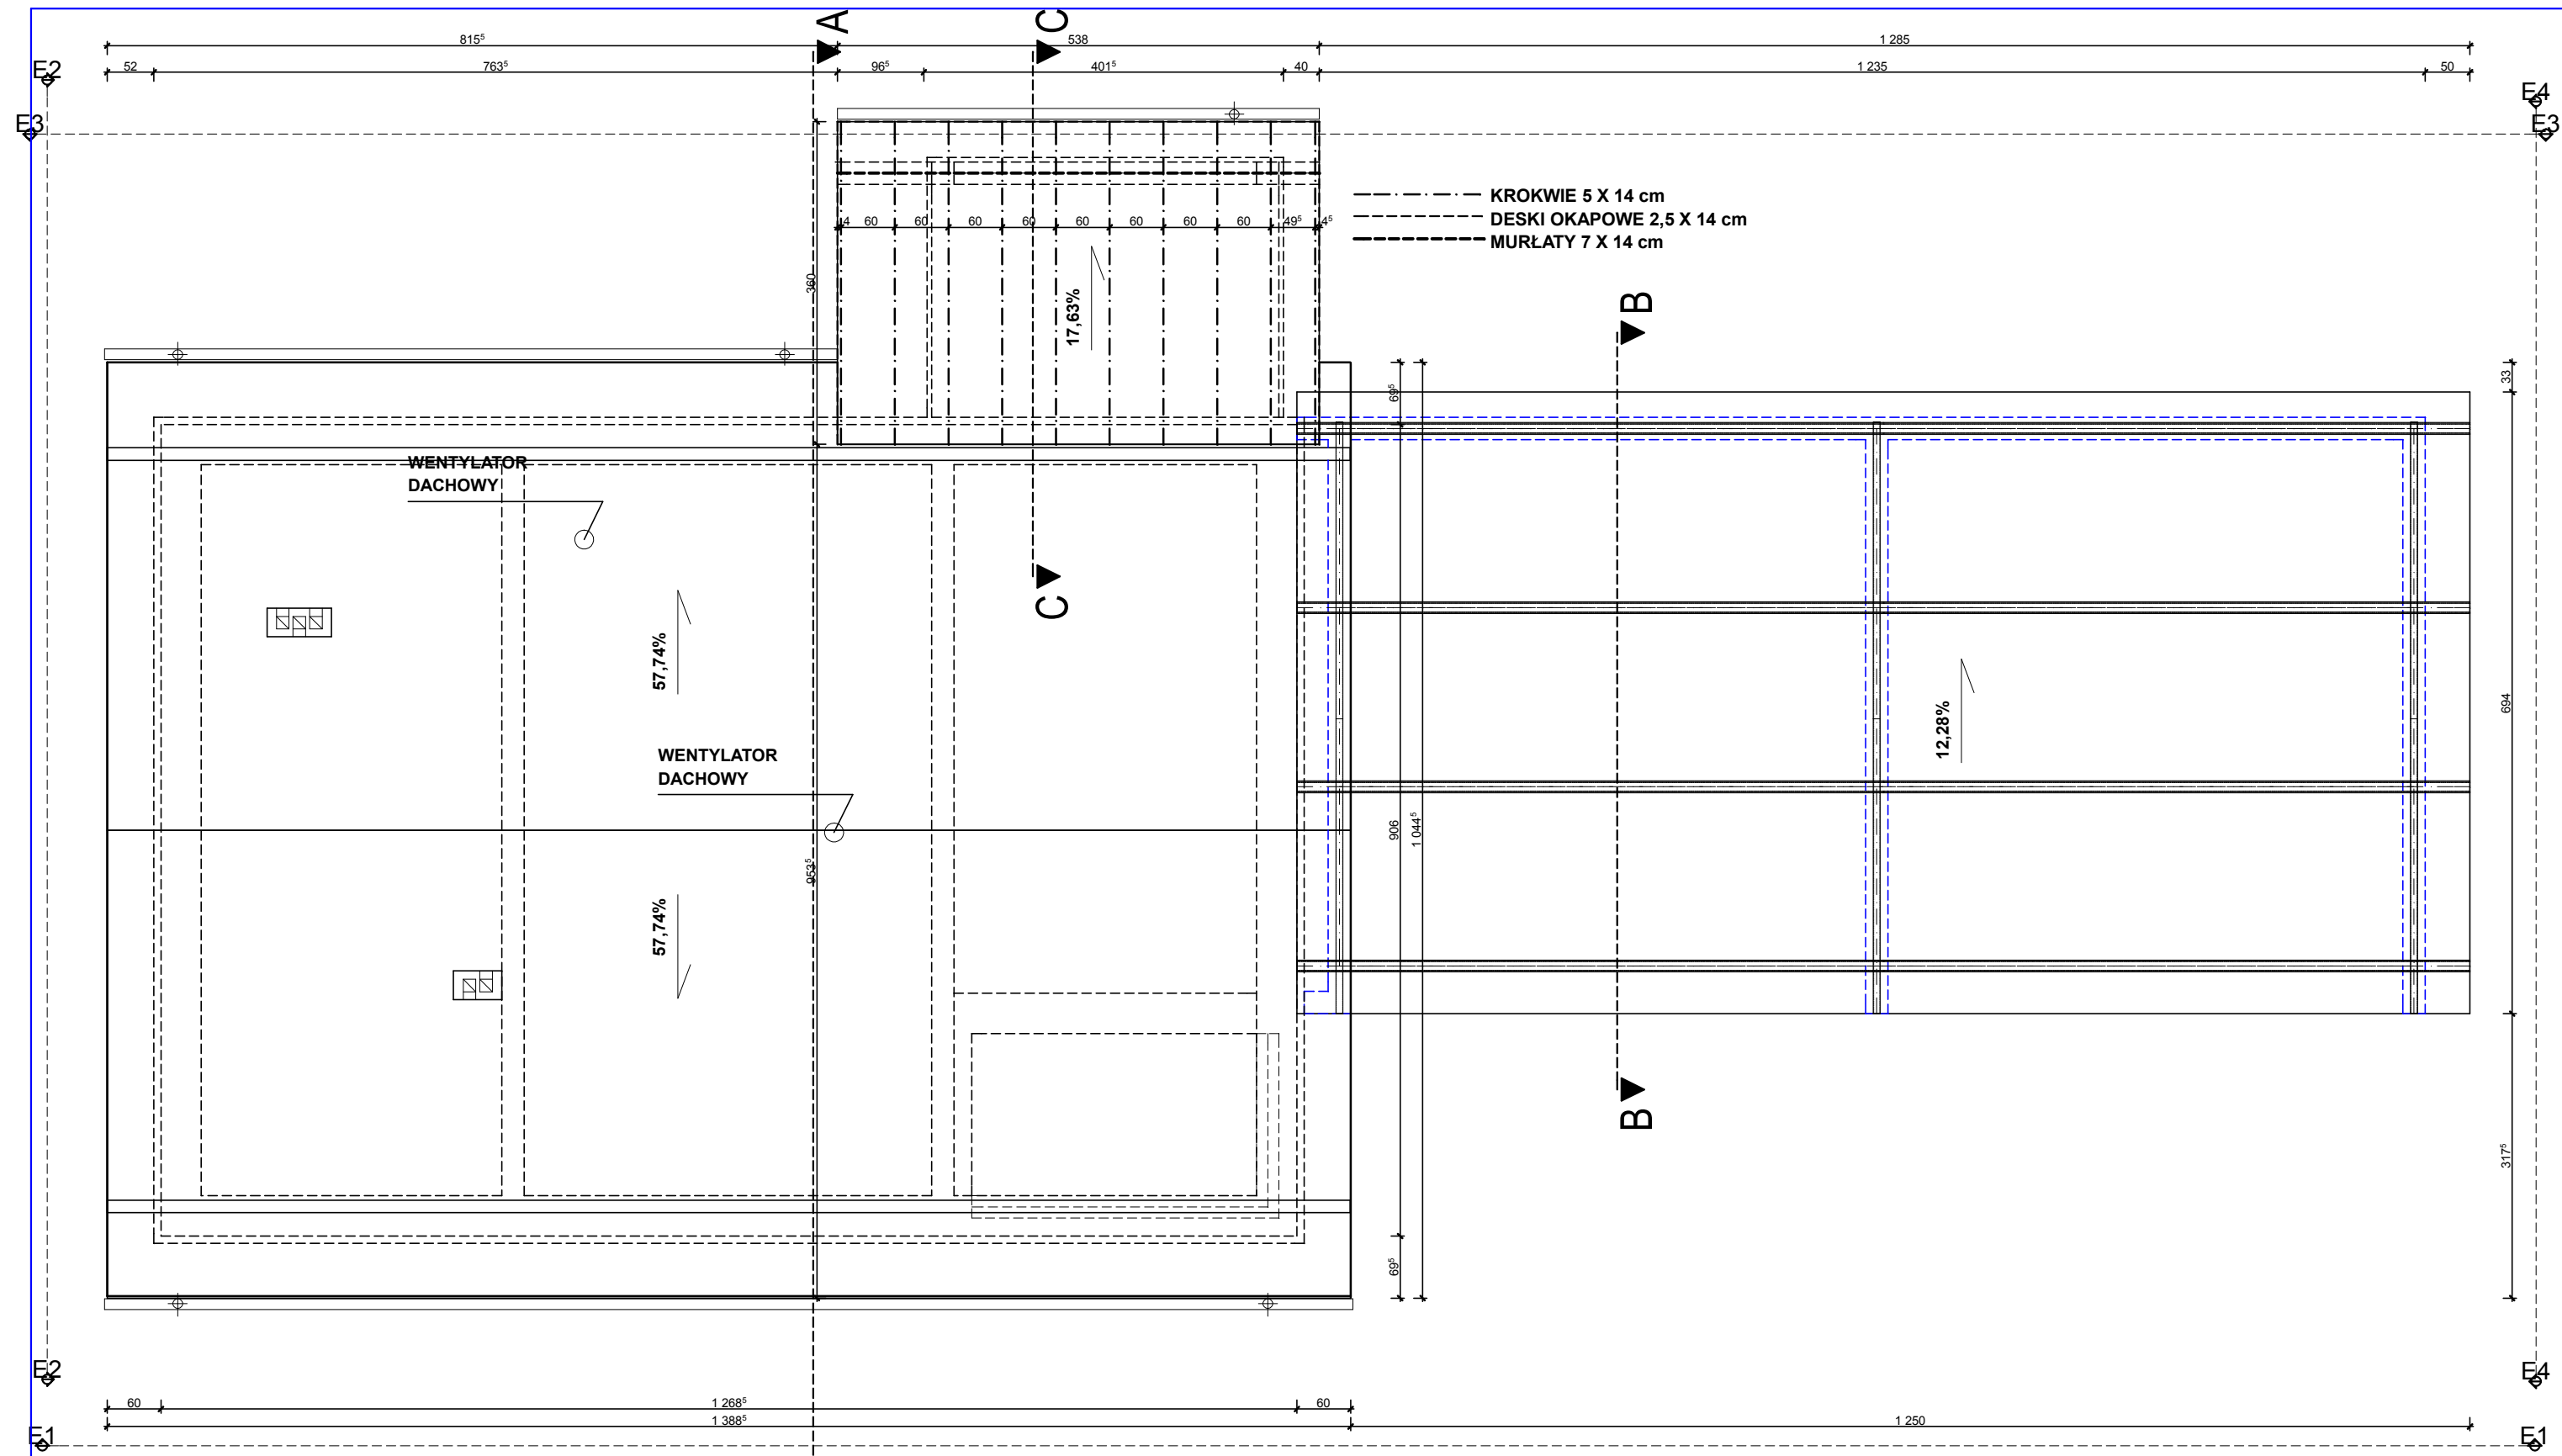 A
C
815⁵
538
1 285
52
763⁵
96⁵
401⁵
40
1 235
50
E2
E4
E3
E3
KROKWIE 5 X 14 cm
DESKI OKAPOWE 2,5 X 14 cm
MURŁATY 7 X 14 cm
4
60
60
60
60
60
60
60
60
49⁵
4⁵
360
17,63%
B
33
69⁵
WENTYLATOR
DACHOWY
C
57,74%
12,28%
694
WENTYLATOR
DACHOWY
906
1 044⁵
953⁵
57,74%
B
317⁵
69⁵
E2
E4
60
1 268⁵
60
1 388⁵
1 250
E1
E1